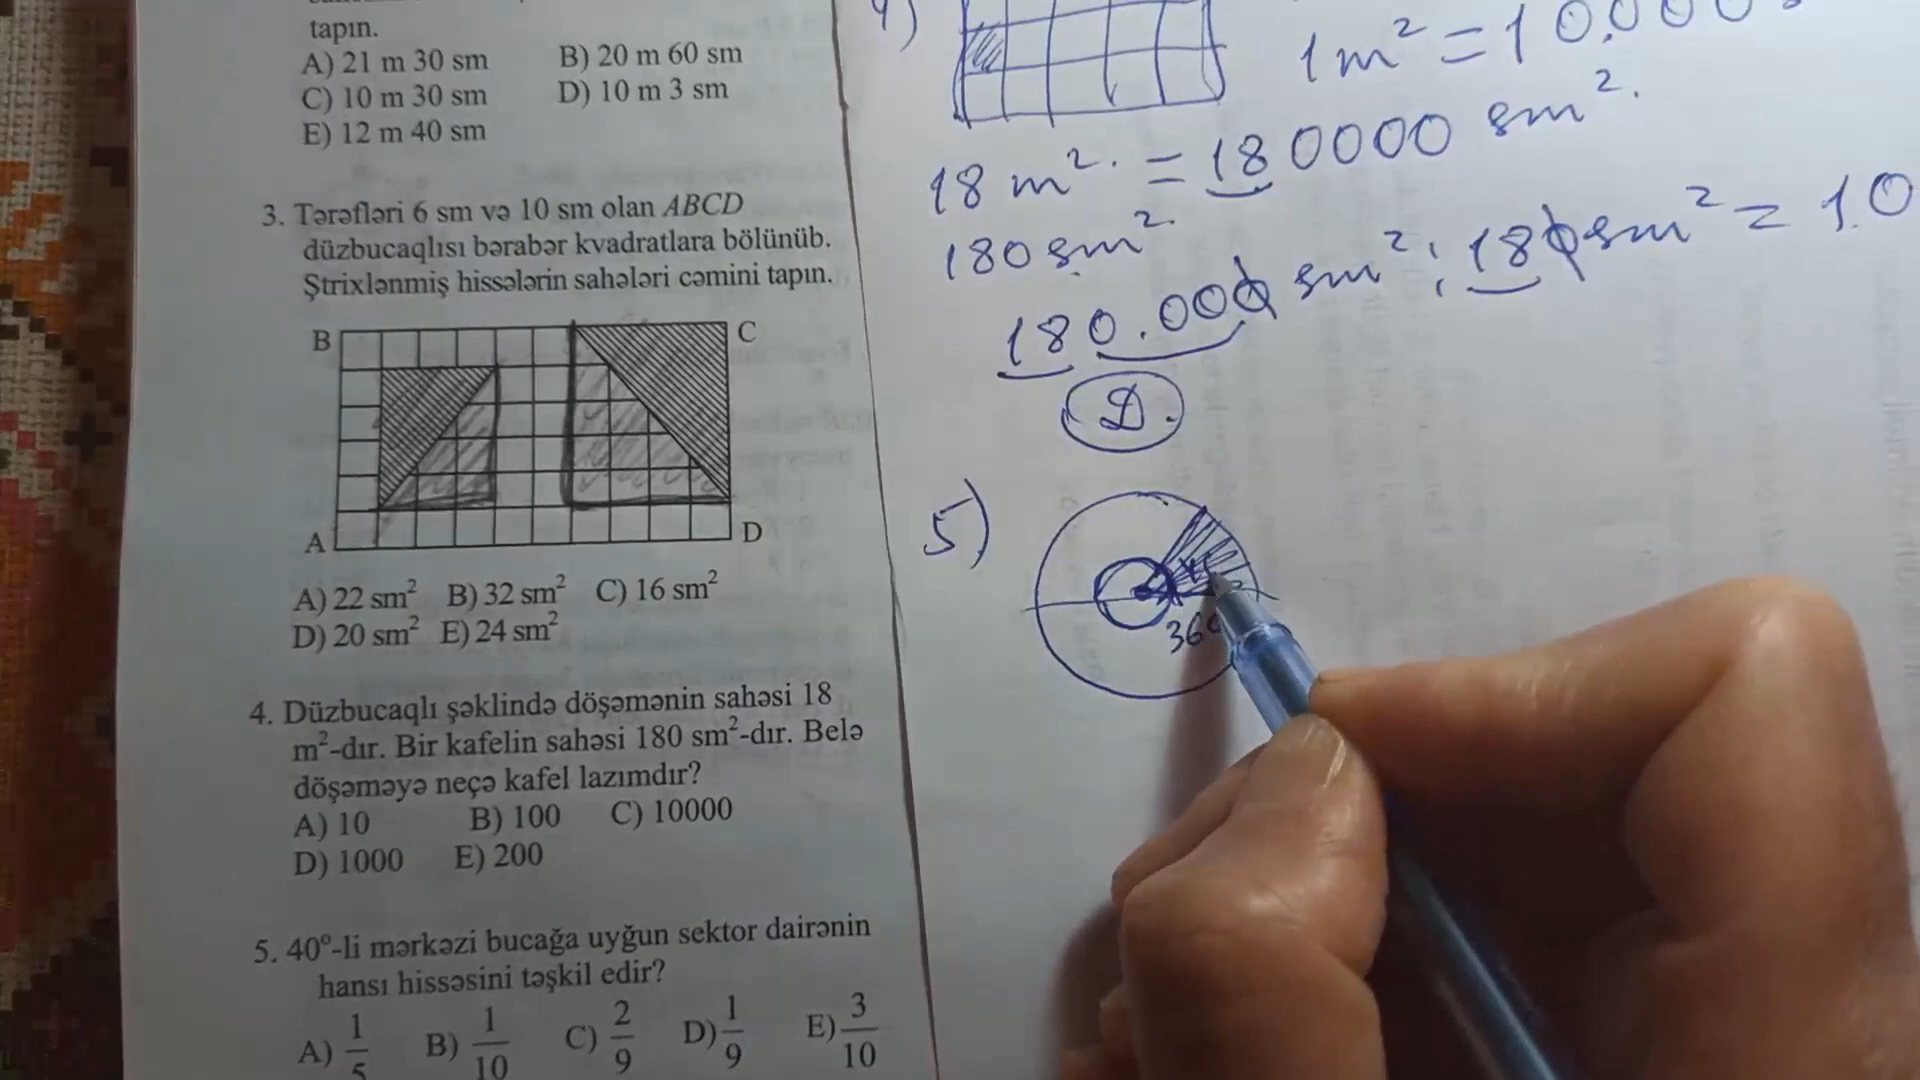 tapın.
A) 21 m 30 sm B) 20 m 60 sm
C) 10 m 30 sm D) 10 m 3 sm
E) 12 m 40 sm
3. Tərəfləri 6 sm və 10 sm olan ABCD
düzbucaqlısı bərabər kvadratlara bölünüb.
Ştrixlənmiş hissələrin sahələri cəmini tapın.
B C
A D
A) 22 sm² B) 32 sm² C) 16 sm²
D) 20 sm² E) 24 sm²
4. Düzbucaqlı şəklində döşəmənin sahəsi 18
m²-dır. Bir kafelin sahəsi 180 sm²-dır. Belə
döşəməyə neçə kafel lazımdır?
A) 10 B) 100 C) 10000
D) 1000 E) 200
5. 40°-li mərkəzi bucağa uyğun sektor dairənin
hansı hissəsini təşkil edir?
A) 1/5 B) 1/10 C) 2/9 D) 1/9 E) 3/10
4)
1 m² = 10.000
18 m². = 180000 sm².
180 sm².
180.000 sm² : 180 sm² = 1.0
D.
5)